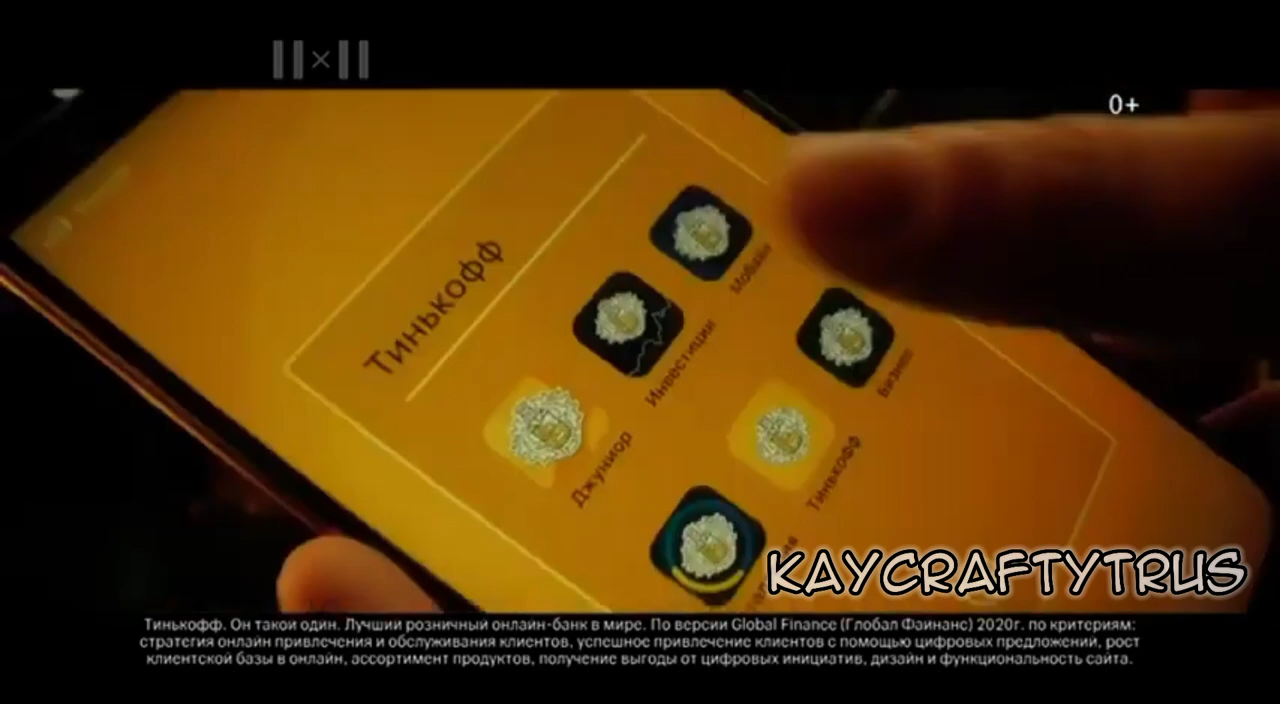 0+
Тинькофф
Мобайл
Инвестиции
Бизнес
Джуниор
Тинькофф
KAYCRAFTYTRUS
Тинькофф. Он такой один. Лучший розничный онлайн-банк в мире. По версии Global Finance (Глобал Файнанс) 2020г. по критериям:
стратегия онлайн привлечения и обслуживания клиентов, успешное привлечение клиентов с помощью цифровых предложений, рост
клиентской базы в онлайн, ассортимент продуктов, получение выгоды от цифровых инициатив, дизайн и функциональность сайта.